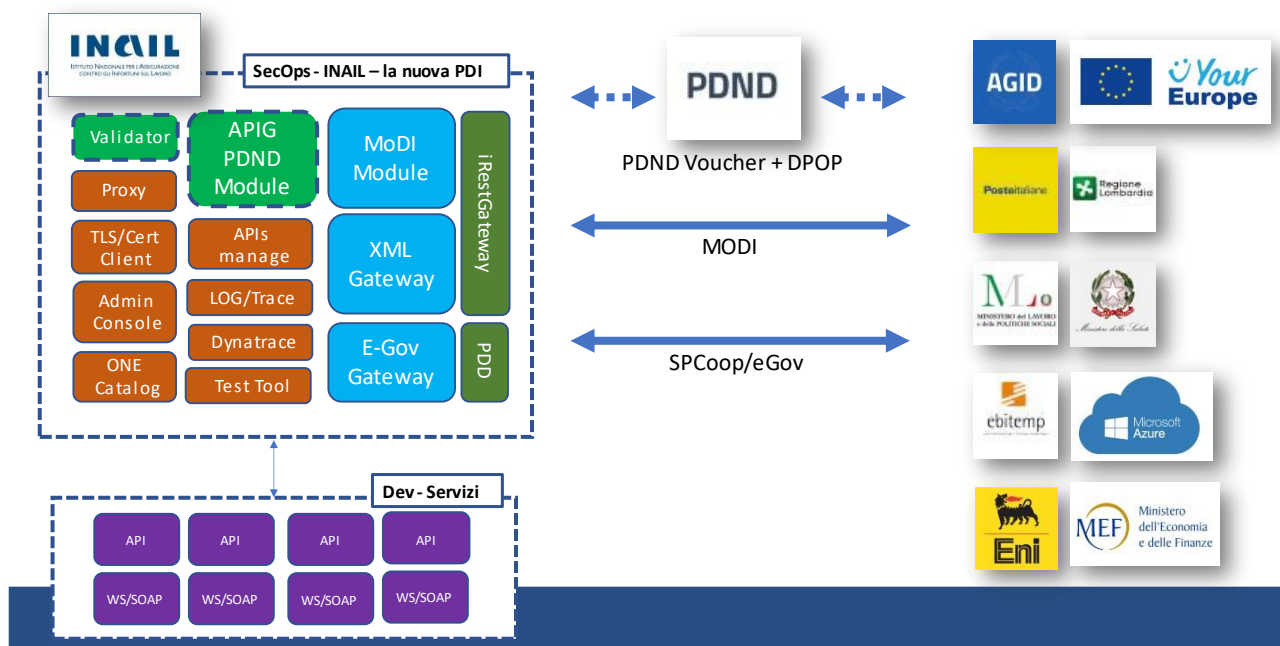 INAIL
ISTITUTO NAZIONALE PER L'ASSICURAZIONE
CONTRO GLI INFORTUNI SUL LAVORO
SecOps - INAIL – la nuova PDI
Validator
Proxy
TLS/Cert
Client
Admin
Console
ONE
Catalog
APIG
PDND
Module
APIs
manage
LOG/Trace
Dynatrace
Test Tool
MoDI
Module
XML
Gateway
E-Gov
Gateway
iRestGateway
PDD
PDND
PDND Voucher + DPOP
MODI
SPCoop/eGov
AGID
Your
Europe
Posteitaliane
Regione
Lombardia
MINISTERO del LAVORO
e delle POLITICHE SOCIALI
Ministero della Salute
ebitemp
Microsoft
Azure
Eni
MEF
Ministero
dell'Economia
e delle Finanze
Dev - Servizi
API
API
API
API
WS/SOAP
WS/SOAP
WS/SOAP
WS/SOAP